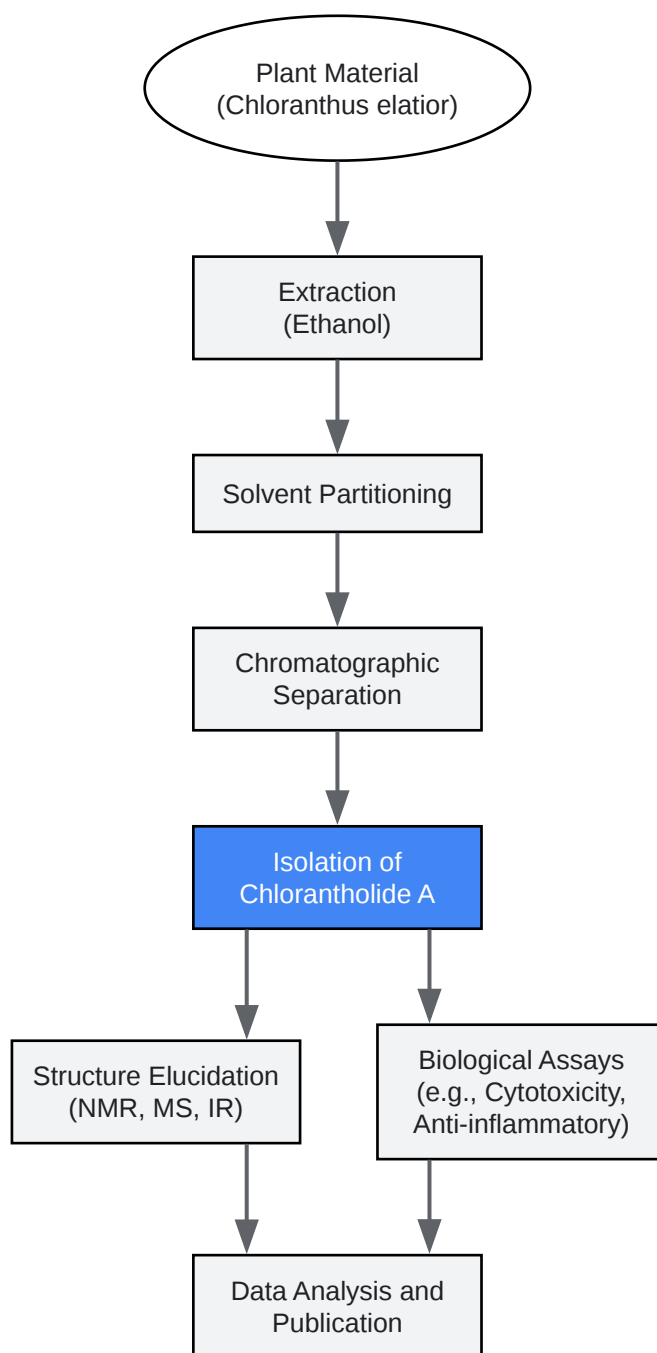 Plant Material
(Chloranthus elatior)
Extraction
(Ethanol)
Solvent Partitioning
Chromatographic
Separation
Isolation of
Chlorantholide A
Structure Elucidation
(NMR, MS, IR)
Biological Assays
(e.g., Cytotoxicity,
Anti-inflammatory)
Data Analysis and
Publication